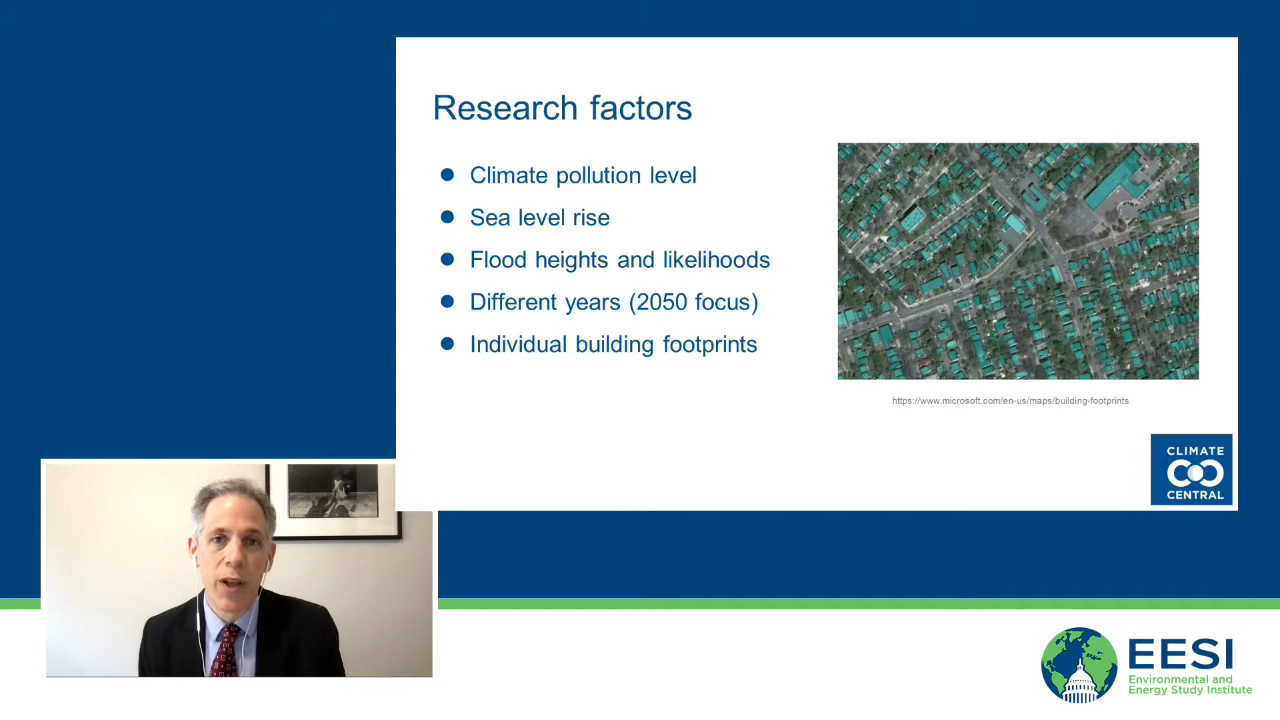 Research factors
Climate pollution level
Sea level rise
Flood heights and likelihoods
Different years (2050 focus)
Individual building footprints
https://www.microsoft.com/en-us/maps/building-footprints
CLIMATE
CENTRAL
EESI
Environmental and
Energy Study Institute